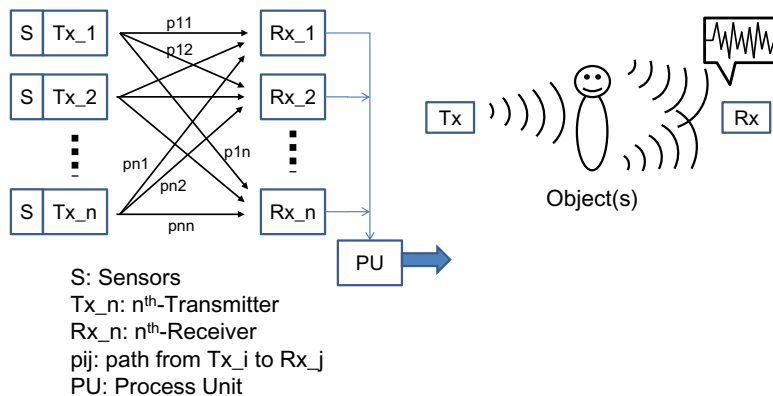 S Tx_1
p11
Rx_1
p12
S Tx_2
Rx_2
pn1
p1n
pn2
S Tx_n
pnn
Rx_n
PU
Tx
Rx
Object(s)
S: Sensors
Tx_n: nth-Transmitter
Rx_n: nth-Receiver
pij: path from Tx_i to Rx_j
PU: Process Unit